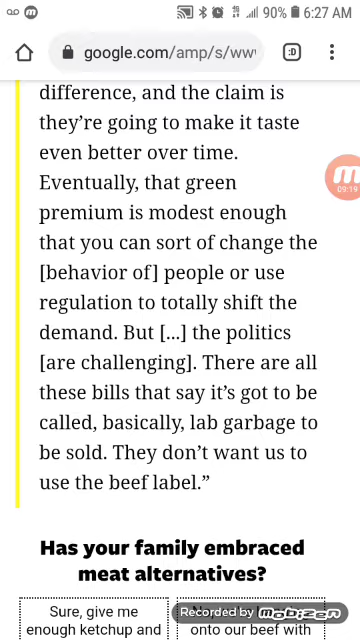 90% 6:27 AM
google.com/amp/s/ww
:D
difference, and the claim is
they're going to make it taste
even better over time.
Eventually, that green
premium is modest enough
that you can sort of change the
[behavior of] people or use
regulation to totally shift the
demand. But [...] the politics
[are challenging]. There are all
these bills that say it's got to be
called, basically, lab garbage to
be sold. They don't want us to
use the beef label.”
09:19
Has your family embraced
meat alternatives?
Sure, give me
enough ketchup and
onto our beef with
Recorded by MOBIZEN